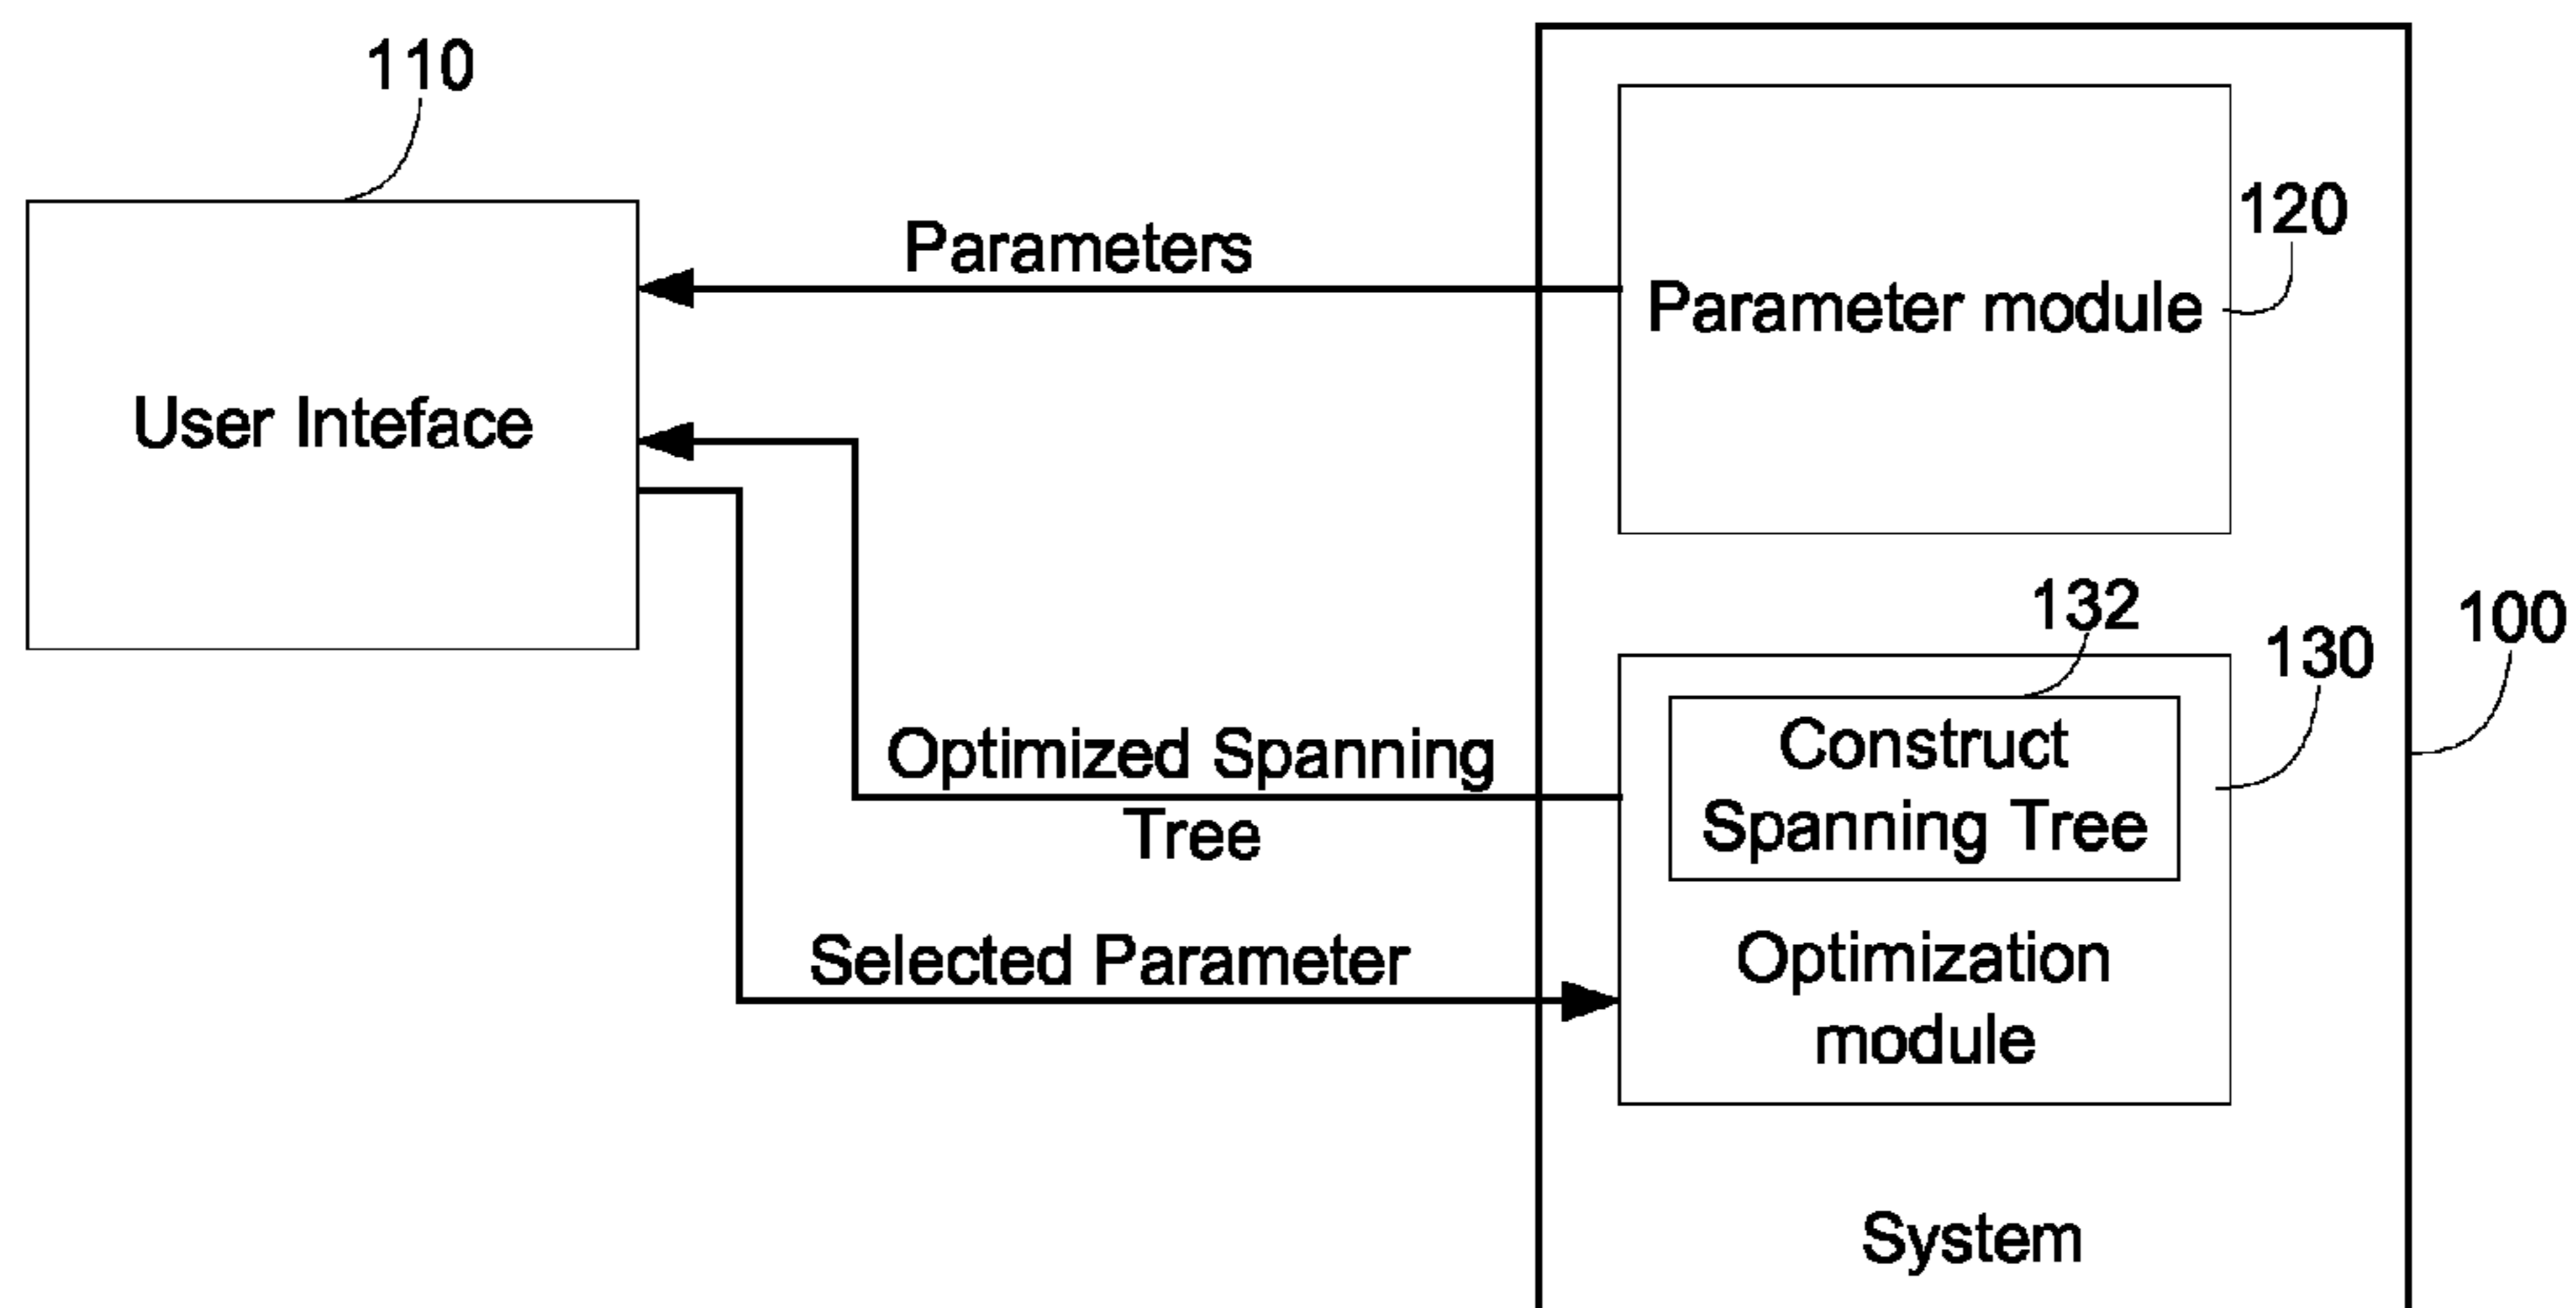 110
Parameters
120
Parameter module
User Inteface
132
100
130
Construct
Spanning Tree
Optimized Spanning
Tree
Selected Parameter
Optimization
module
System